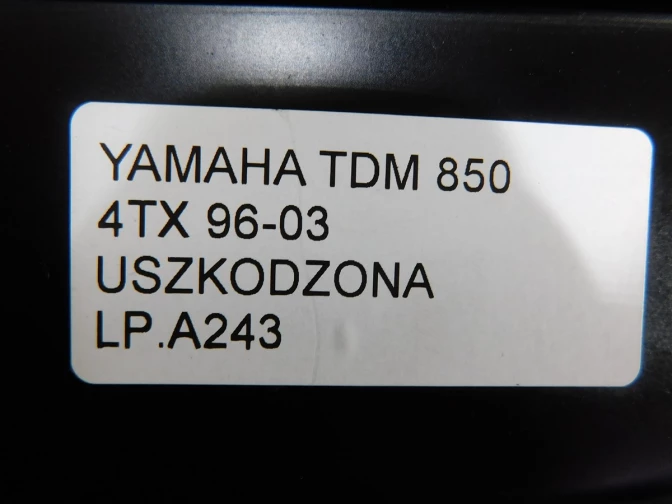 YAMAHA TDM 850
4TX 96-03
USZKODZONA
LP.A243